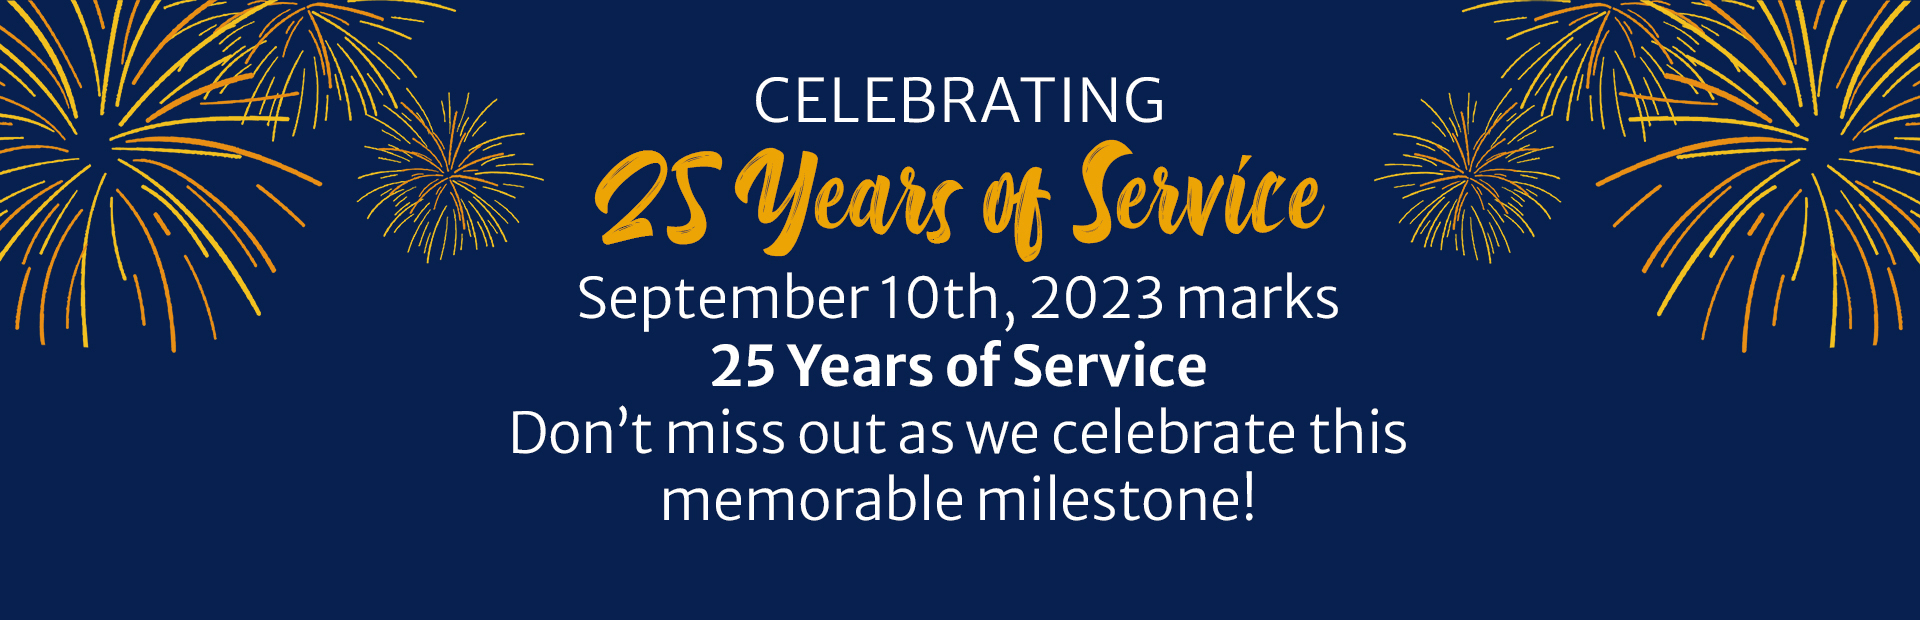 CELEBRATING
25 Years of Service
September 10th, 2023 marks
25 Years of Service
Don’t miss out as we celebrate this
memorable milestone!